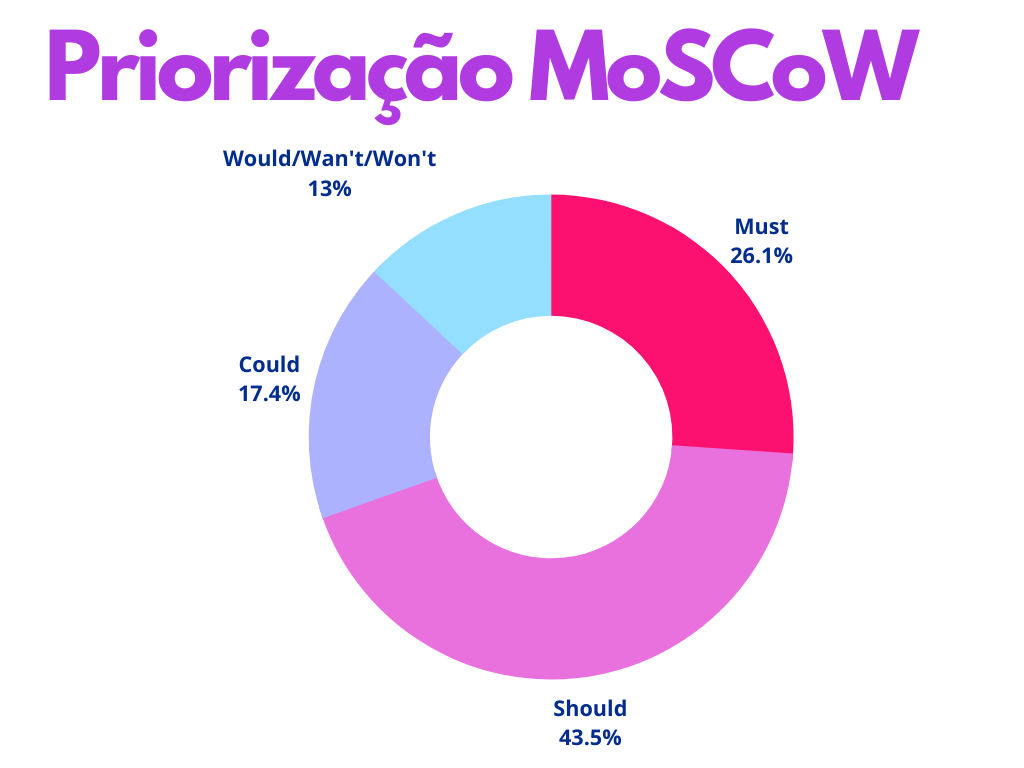 Priorização MoSCoW
Would/Wan't/Won't
13%
Must
26.1%
Could
17.4%
Should
43.5%